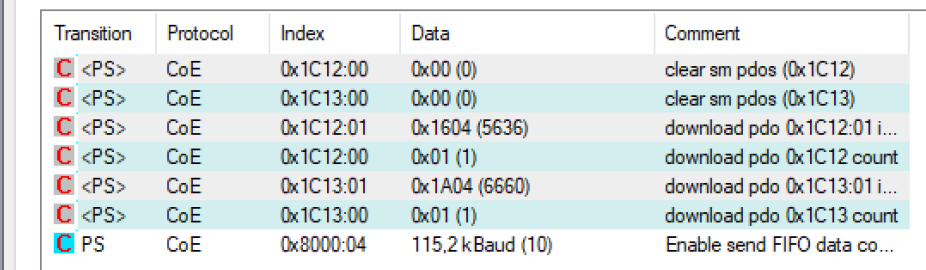 Transition Protocol Index Data Comment
C <PS> CoE 0x1C12:00 0x00 (0) clear sm pdos (0x1C12)
C <PS> CoE 0x1C13:00 0x00 (0) clear sm pdos (0x1C13)
C <PS> CoE 0x1C12:01 0x1604 (5636) download pdo 0x1C12:01 i...
C <PS> CoE 0x1C12:00 0x01 (1) download pdo 0x1C12 count
C <PS> CoE 0x1C13:01 0x1A04 (6660) download pdo 0x1C13:01 i...
C <PS> CoE 0x1C13:00 0x01 (1) download pdo 0x1C13 count
C PS CoE 0x8000:04 115,2 kBaud (10) Enable send FIFO data co...